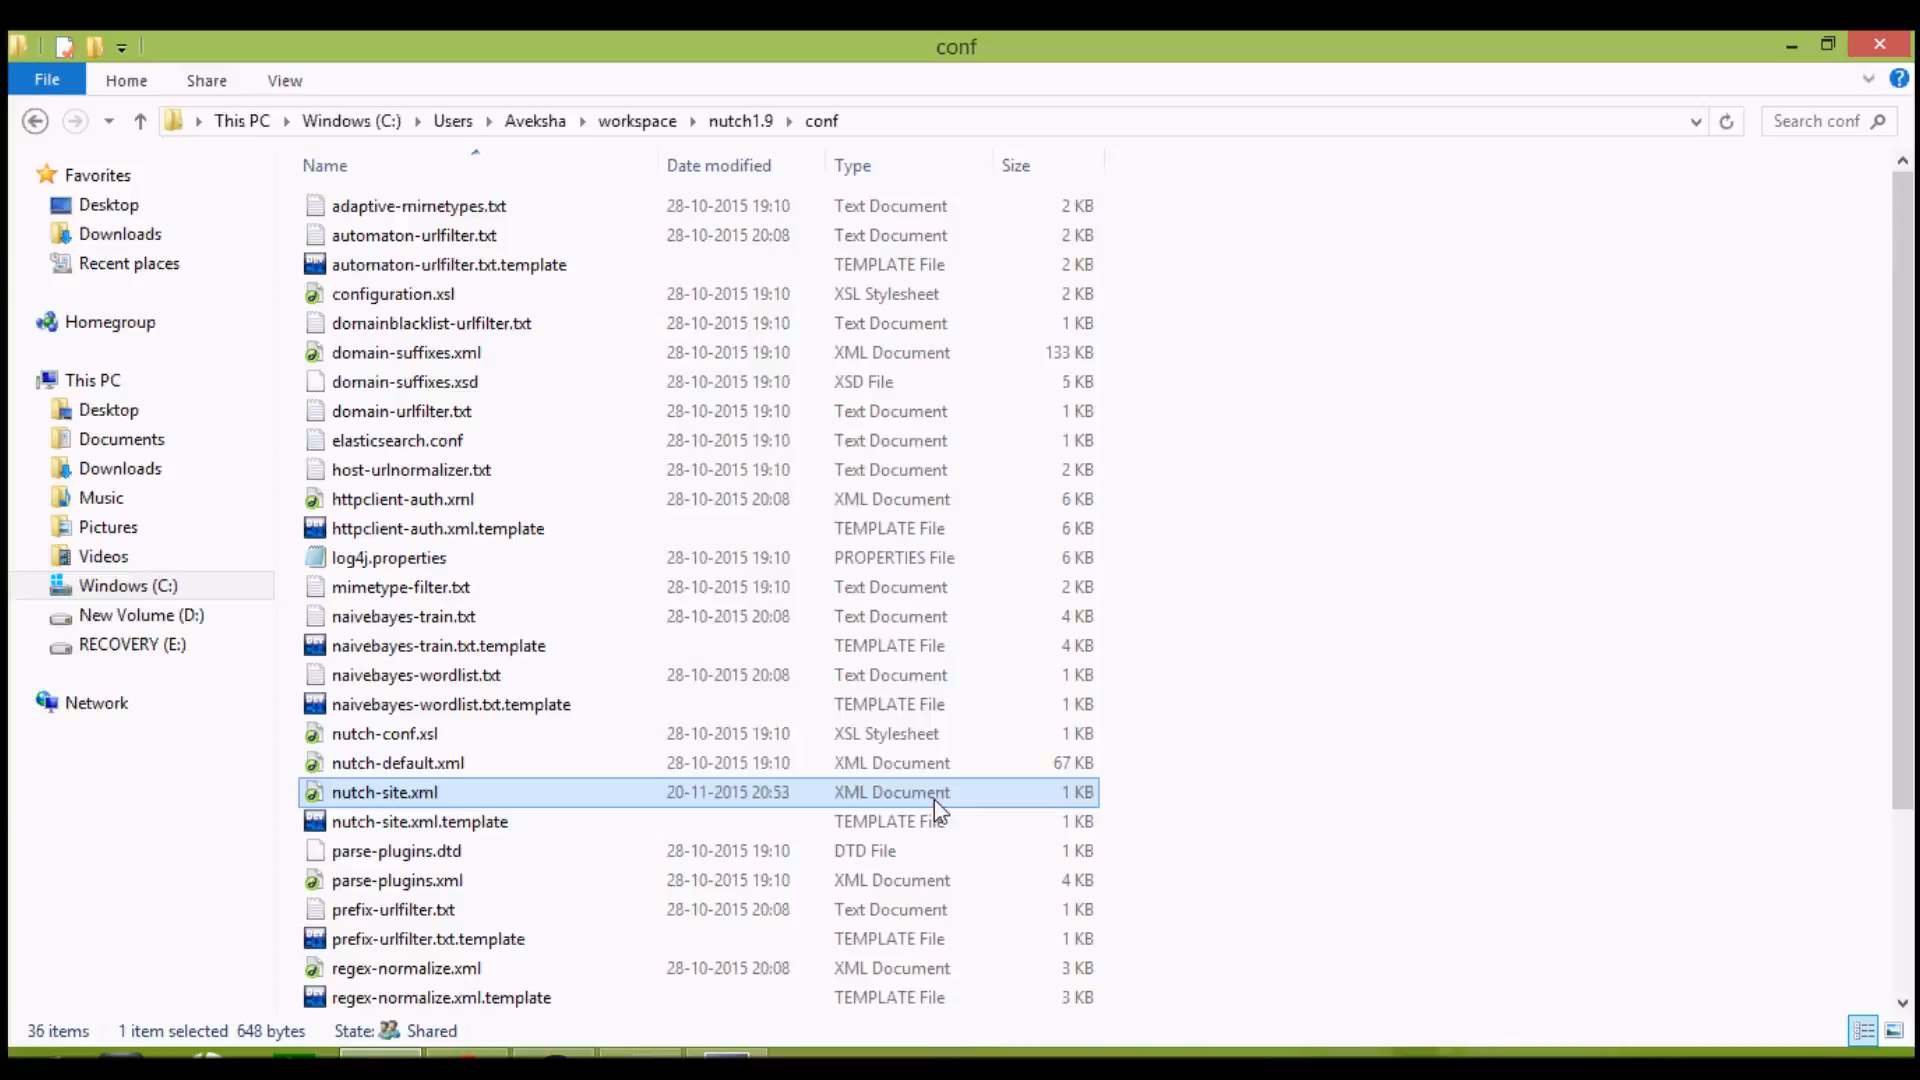 conf
File Home Share View
This PC Windows (C:) Users Aveksha workspace nutch1.9 conf Search conf
Name Date modified Type Size
Favorites
Desktop
Downloads
Recent places
Homegroup
This PC
Desktop
Documents
Downloads
Music
Pictures
Videos
Windows (C:)
New Volume (D:)
RECOVERY (E:)
Network
adaptive-mimetypes.txt 28-10-2015 19:10 Text Document 2 KB
automaton-urlfilter.txt 28-10-2015 20:08 Text Document 2 KB
automaton-urlfilter.txt.template TEMPLATE File 2 KB
configuration.xsl 28-10-2015 19:10 XSL Stylesheet 2 KB
domainblacklist-urlfilter.txt 28-10-2015 19:10 Text Document 1 KB
domain-suffixes.xml 28-10-2015 19:10 XML Document 133 KB
domain-suffixes.xsd 28-10-2015 19:10 XSD File 5 KB
domain-urlfilter.txt 28-10-2015 19:10 Text Document 1 KB
elasticsearch.conf 28-10-2015 19:10 Text Document 1 KB
host-urlnormalizer.txt 28-10-2015 19:10 Text Document 2 KB
httpclient-auth.xml 28-10-2015 20:08 XML Document 6 KB
httpclient-auth.xml.template TEMPLATE File 6 KB
log4j.properties 28-10-2015 19:10 PROPERTIES File 6 KB
mimetype-filter.txt 28-10-2015 19:10 Text Document 2 KB
naivebayes-train.txt 28-10-2015 20:08 Text Document 4 KB
naivebayes-train.txt.template TEMPLATE File 4 KB
naivebayes-wordlist.txt 28-10-2015 20:08 Text Document 1 KB
naivebayes-wordlist.txt.template TEMPLATE File 1 KB
nutch-conf.xsl 28-10-2015 19:10 XSL Stylesheet 1 KB
nutch-default.xml 28-10-2015 19:10 XML Document 67 KB
nutch-site.xml 20-11-2015 20:53 XML Document 1 KB
nutch-site.xml.template TEMPLATE File 1 KB
parse-plugins.dtd 28-10-2015 19:10 DTD File 1 KB
parse-plugins.xml 28-10-2015 19:10 XML Document 4 KB
prefix-urlfilter.txt 28-10-2015 20:08 Text Document 1 KB
prefix-urlfilter.txt.template TEMPLATE File 1 KB
regex-normalize.xml 28-10-2015 20:08 XML Document 3 KB
regex-normalize.xml.template TEMPLATE File 3 KB
36 items 1 item selected 648 bytes State: Shared